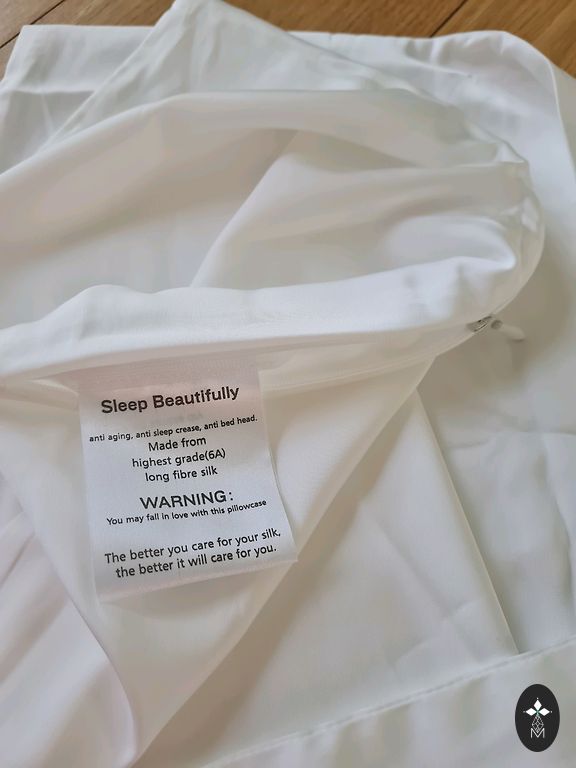 Sleep Beautifully
anti aging, anti sleep crease, anti bed head.
Made from
highest grade(6A)
long fibre silk
WARNING:
You may fall in love with this pillowcase
The better you care for your silk,
the better it will care for you.
M